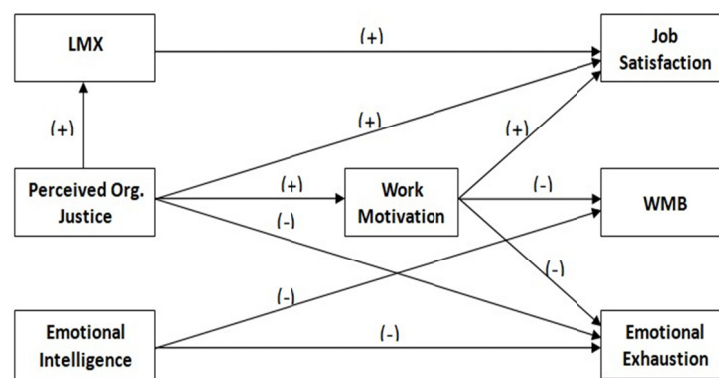 LMX
(+)
Job
Satisfaction
(+)
(+)
(+)
Perceived Org.
Justice
(+)
(-)
Work
Motivation
(-)
WMB
(-)
(-)
Emotional
Intelligence
(-)
Emotional
Exhaustion